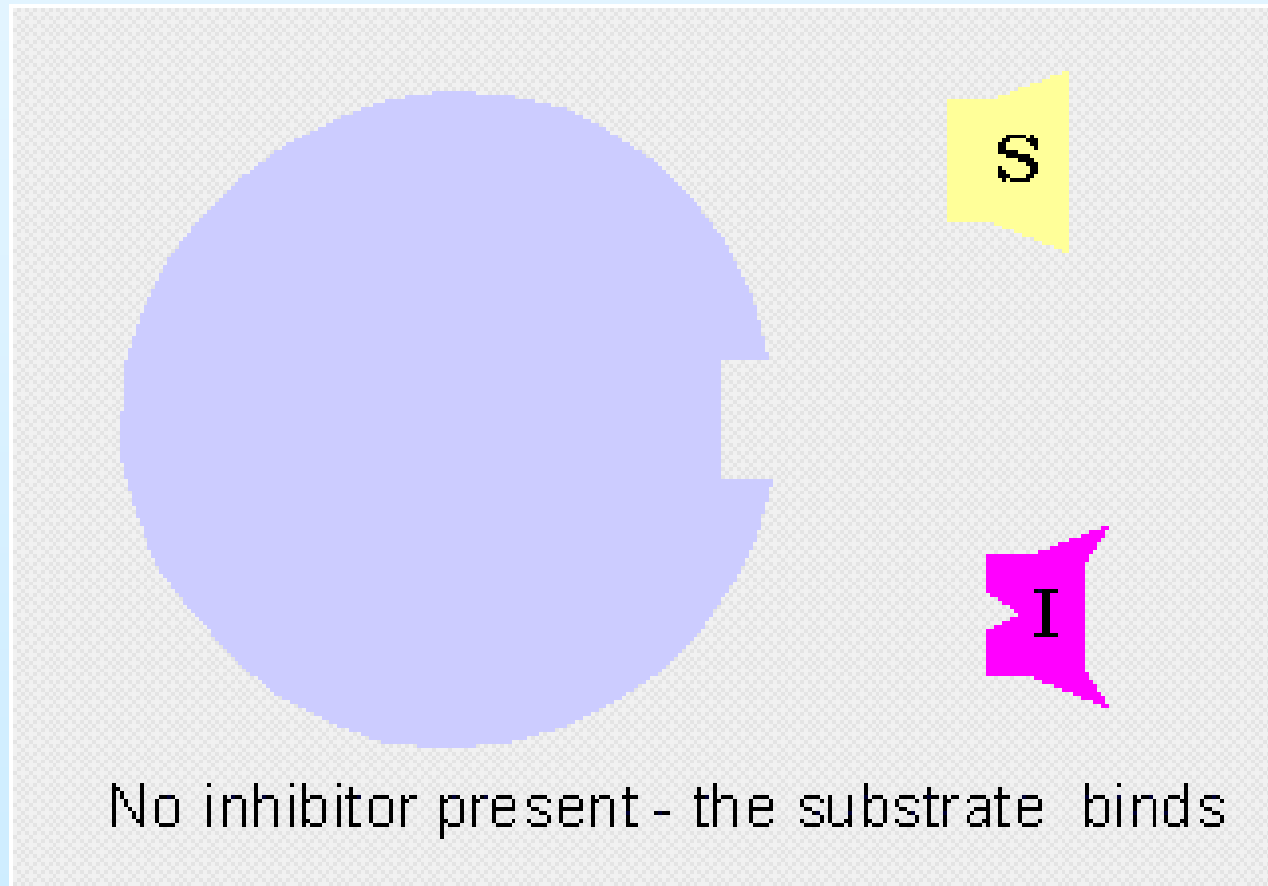 S
I
No inhibitor present - the substrate binds